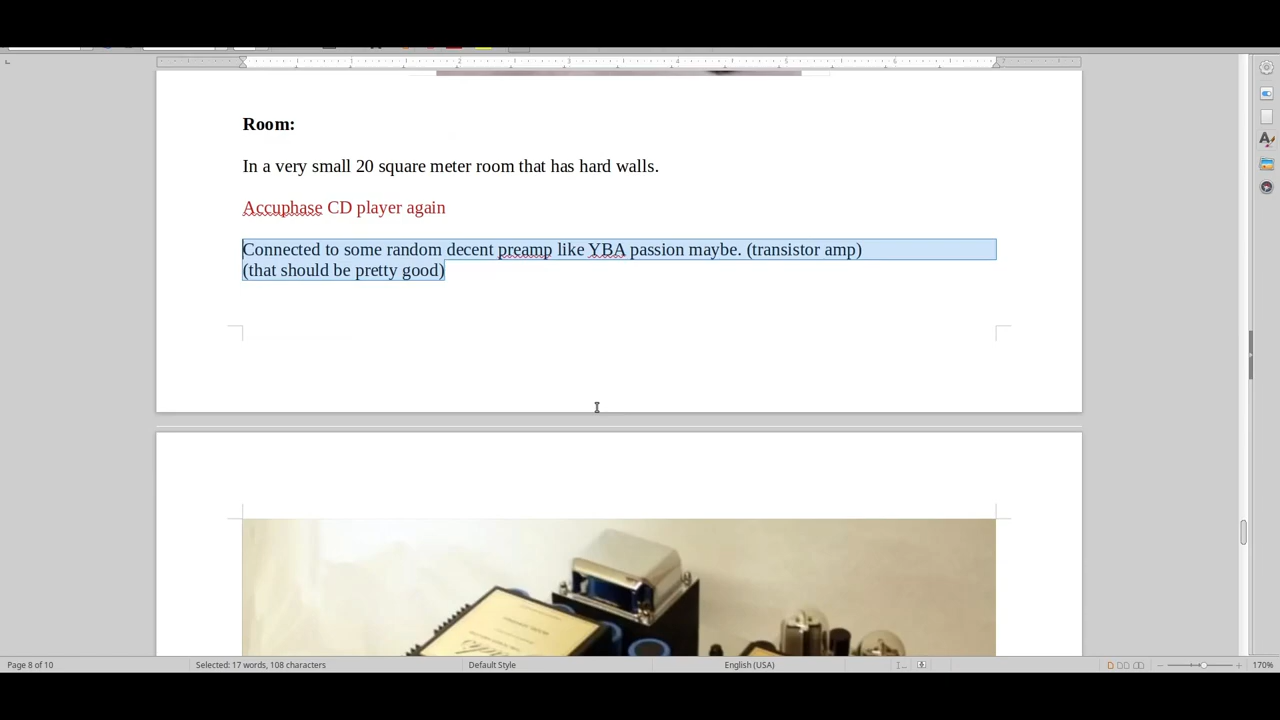 Room:
In a very small 20 square meter room that has hard walls.
Accuphase CD player again
Connected to some random decent preamp like YBA passion maybe. (transistor amp)
(that should be pretty good)
Page 8 of 10
Selected: 17 words, 108 characters
Default Style
English (USA)
170%